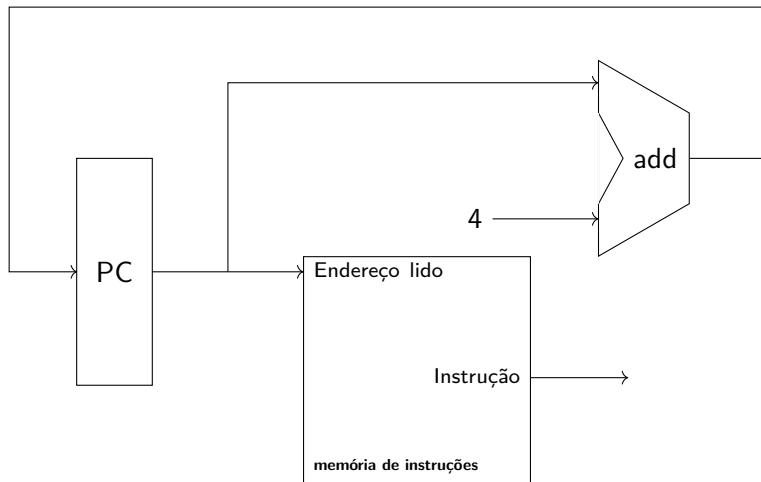 add
4
PC
Endereço lido
Instrução
memória de instruções